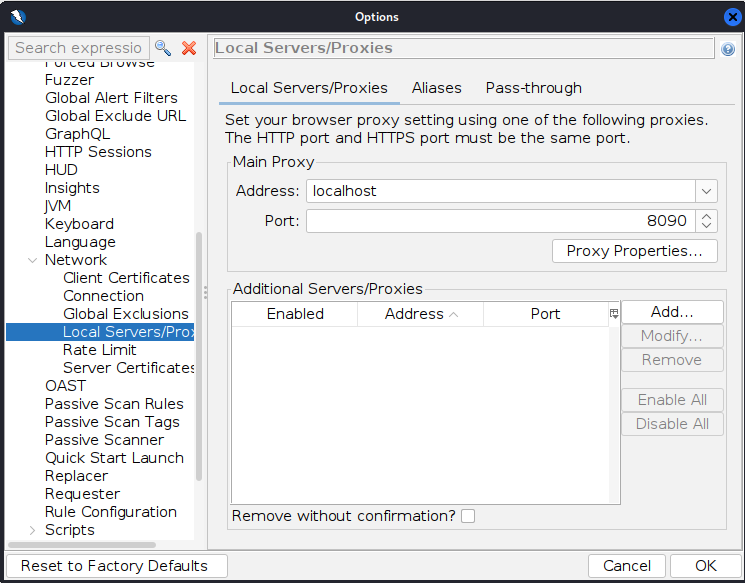 Options
Search expressio
Local Servers/Proxies
Forced Browse
Fuzzer
Global Alert Filters
Global Exclude URL
GraphQL
HTTP Sessions
HUD
Insights
JVM
Keyboard
Language
Network
Client Certificates
Connection
Global Exclusions
Local Servers/Prox
Rate Limit
Server Certificates
OAST
Passive Scan Rules
Passive Scan Tags
Passive Scanner
Quick Start Launch
Replacer
Requester
Rule Configuration
Scripts
Local Servers/Proxies Aliases Pass-through
Set your browser proxy setting using one of the following proxies.
The HTTP port and HTTPS port must be the same port.
Main Proxy
Address: localhost
Port: 8090
Proxy Properties...
Additional Servers/Proxies
Enabled Address Port
Add...
Modify...
Remove
Enable All
Disable All
Remove without confirmation?
Reset to Factory Defaults Cancel OK